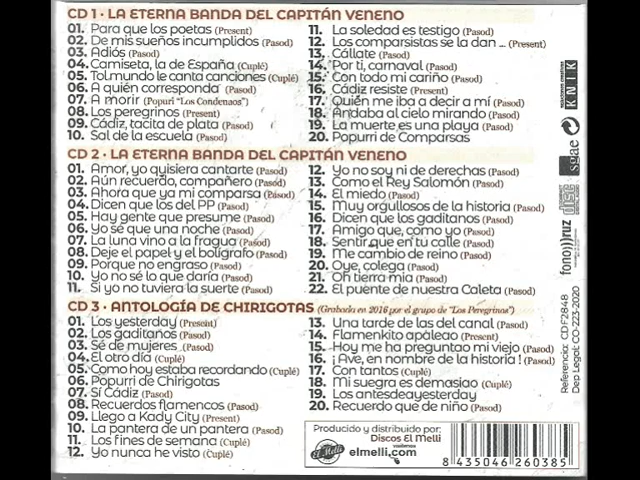 CD 1 · LA ETERNA BANDA DEL CAPITÁN VENENO
01. Para que los poetas (Present)
02. De mis sueños incumplidos (Pasod)
03. Adiós (Pasod)
04. Camiseta, la de España (Cuplé)
05. Tolmundo le canta canciones (Cuplé)
06. A quién corresponda (Pasod)
07. A morir (Popurrí "Los Condenaos")
08. Los peregrinos (Present)
09. Cádiz, tacita de plata (Pasod)
10. Sal de la escuela (Pasod)
11. La soledad es testigo (Pasod)
12. Los comparsistas se la dan ... (Present)
13. Cállate (Pasod)
14. Por ti, carnaval (Pasod)
15. Con todo mi cariño (Pasod)
16. Cádiz resiste (Present)
17. Quién me iba a decir a mí (Pasod)
18. Andaba al cielo mirando (Pasod)
19. La muerte es una playa (Pasod)
20. Popurri de Comparsas
CD 2 · LA ETERNA BANDA DEL CAPITÁN VENENO
01. Amor, yo quisiera cantarte (Pasod)
02. Aún recuerdo, compañero (Pasod)
03. Ahora que ya mi comparsa (Pasod)
04. Dicen que los del PP (Pasod)
05. Hay gente que presume (Pasod)
06. Yo sé que una noche (Pasod)
07. La luna vino a la fragua (Pasod)
08. Deje el papel y el bolígrafo (Pasod)
09. Porque no engraso (Pasod)
10. Yo no sé lo que daría (Pasod)
11. Si yo no tuviera la suerte (Pasod)
12. Yo no soy ni de derechas (Pasod)
13. Como el Rey Salomón (Pasod)
14. El miedo (Pasod)
15. Muy orgullosos de la historia (Pasod)
16. Dicen que los gaditanos (Pasod)
17. Amigo que, como yo (Pasod)
18. Sentir que en tu calle (Pasod)
19. Me cambio de reino (Pasod)
20. Oye, colega (Pasod)
21. Oh tierra mía (Pasod)
22. El puente de nuestra Caleta (Pasod)
CD 3 · ANTOLOGÍA DE CHIRIGOTAS (Grabada en 2016 por el grupo de "Los Peregrinos")
01. Los yesterday (Present)
02. Los gaditanos (Pasod)
03. Sé de mujeres (Pasod)
04. El otro día (Cuplé)
05. Como hoy estaba recordando (Cuplé)
06. Popurri de Chirigotas
07. Sí Cádiz (Pasod)
08. Recuerdos flamencos (Pasod)
09. Llego a Kady City (Present)
10. La pantera de un pantera (Pasod)
11. Los fines de semana (Cuplé)
12. Yo nunca he visto (Cuplé)
13. Una tarde de las del canal (Pasod)
14. Flamenkito apaleao (Present)
15. Hoy me ha preguntao mi viejo (Pasod)
16. ¡Ave, en nombre de la historia! (Pasod)
17. Con tantos (Cuplé)
18. Mi suegra es demasiao (Cuplé)
19. Los antesdeayesterday
20. Recuerdo que de niño (Pasod)
KNIK
sgae
disc
fono)))ruz
Referencia: CDF2848
Dep Legal: CO-223-2020
Producido y distribuido por:
Discos El Melli
El Melli
elmelli.com
8 435046 260385